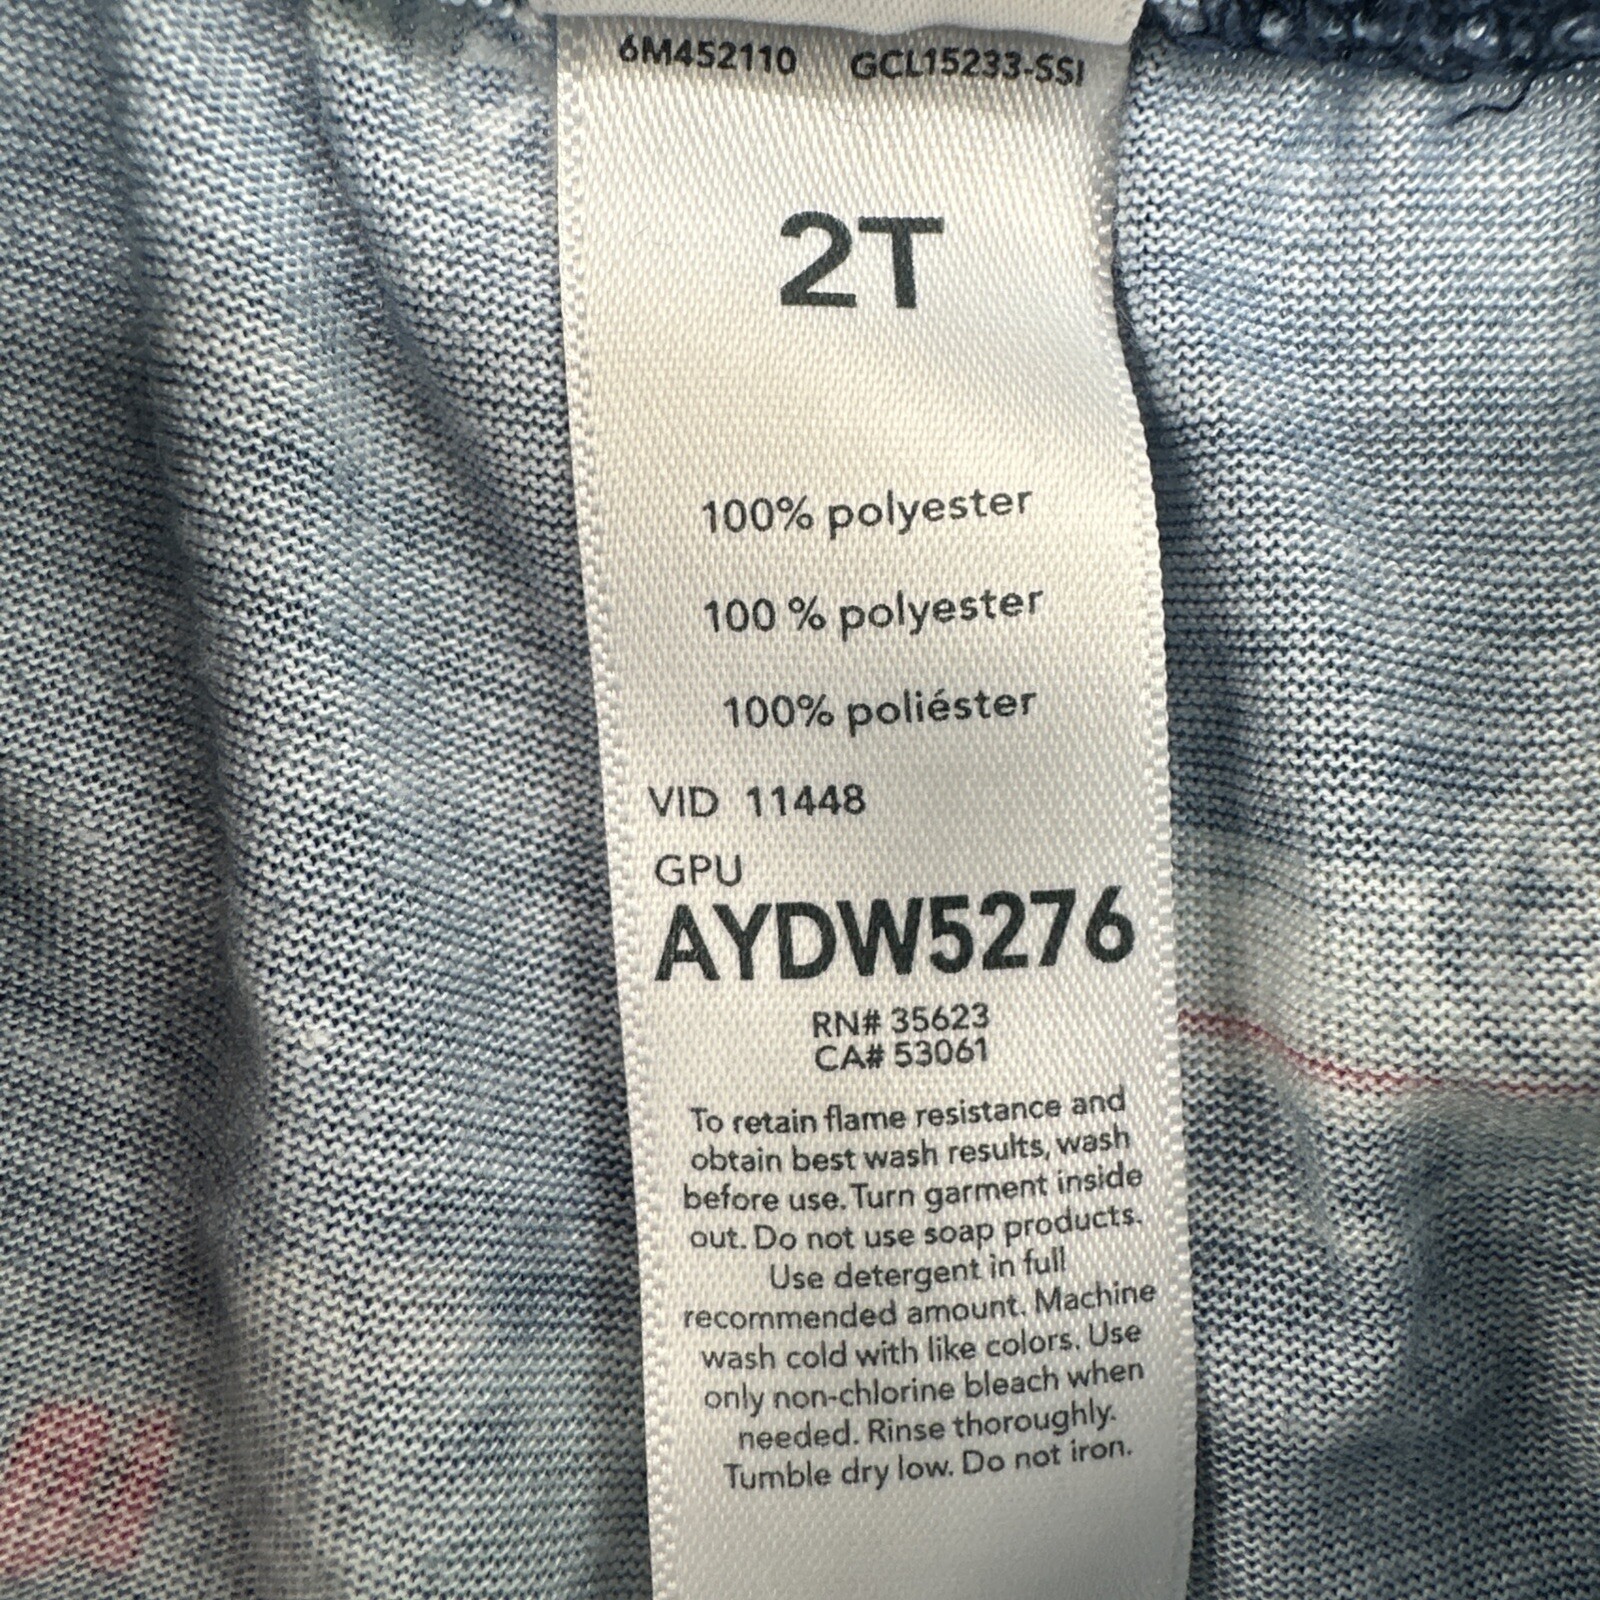 6M452110 GCL15233-SS1
2T
100% polyester
100 % polyester
100% poliéster
VID 11448
GPU
AYDW5276
RN# 35623
CA# 53061
To retain flame resistance and
obtain best wash results, wash
before use. Turn garment inside
out. Do not use soap products.
Use detergent in full
recommended amount. Machine
wash cold with like colors. Use
only non-chlorine bleach when
needed. Rinse thoroughly.
Tumble dry low. Do not iron.